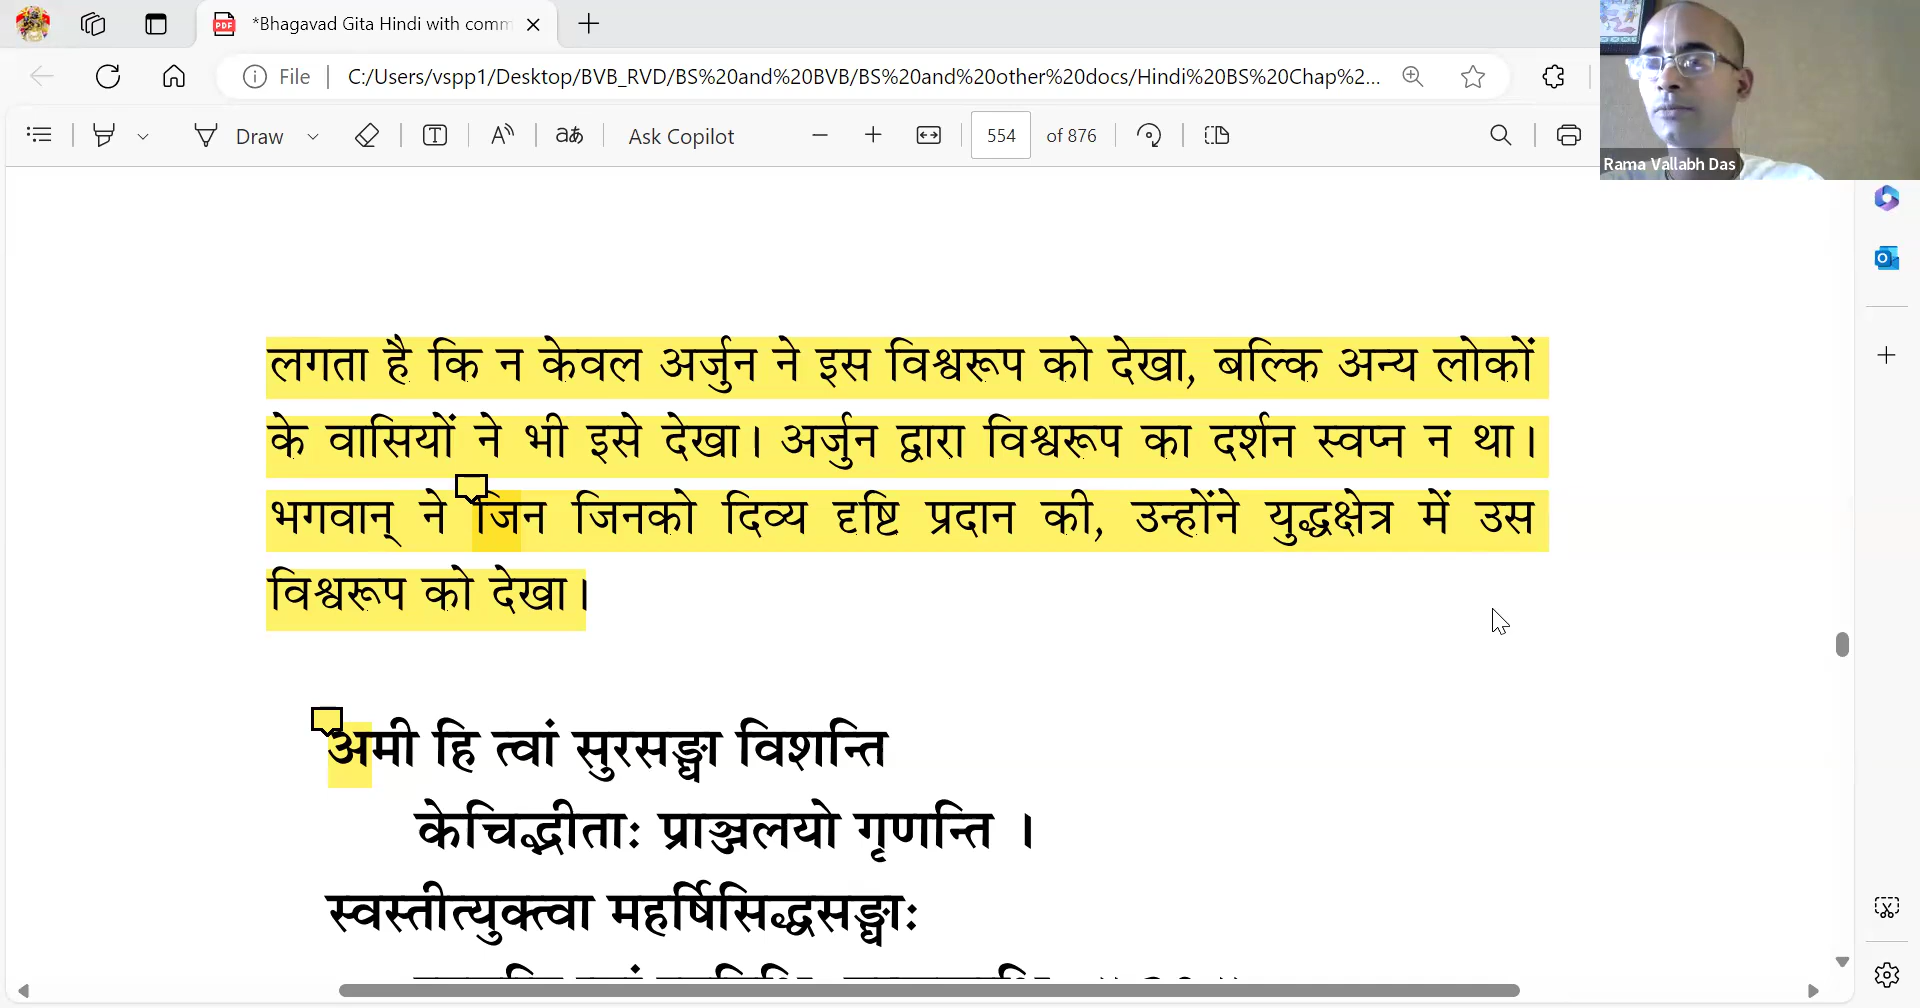 *Bhagavad Gita Hindi with comm
File
C:/Users/vspp1/Desktop/BVB_RVD/BS%20and%20BVB/BS%20and%20other%20docs/Hindi%20BS%20Chap%2...
Draw
Ask Copilot
554 of 876
Rama Vallabh Das
लगता है कि न केवल अर्जुन ने इस विश्वरूप को देखा, बल्कि अन्य लोकों
के वासियों ने भी इसे देखा। अर्जुन द्वारा विश्वरूप का दर्शन स्वप्न न था।
भगवान् ने जिन जिनको दिव्य दृष्टि प्रदान की, उन्होंने युद्धक्षेत्र में उस
विश्वरूप को देखा।
अमी हि त्वां सुरसङ्घा विशन्ति
केचिद्भीताः प्राञ्जलयो गृणन्ति ।
स्वस्तीत्युक्त्वा महर्षिसिद्धसङ्घाः